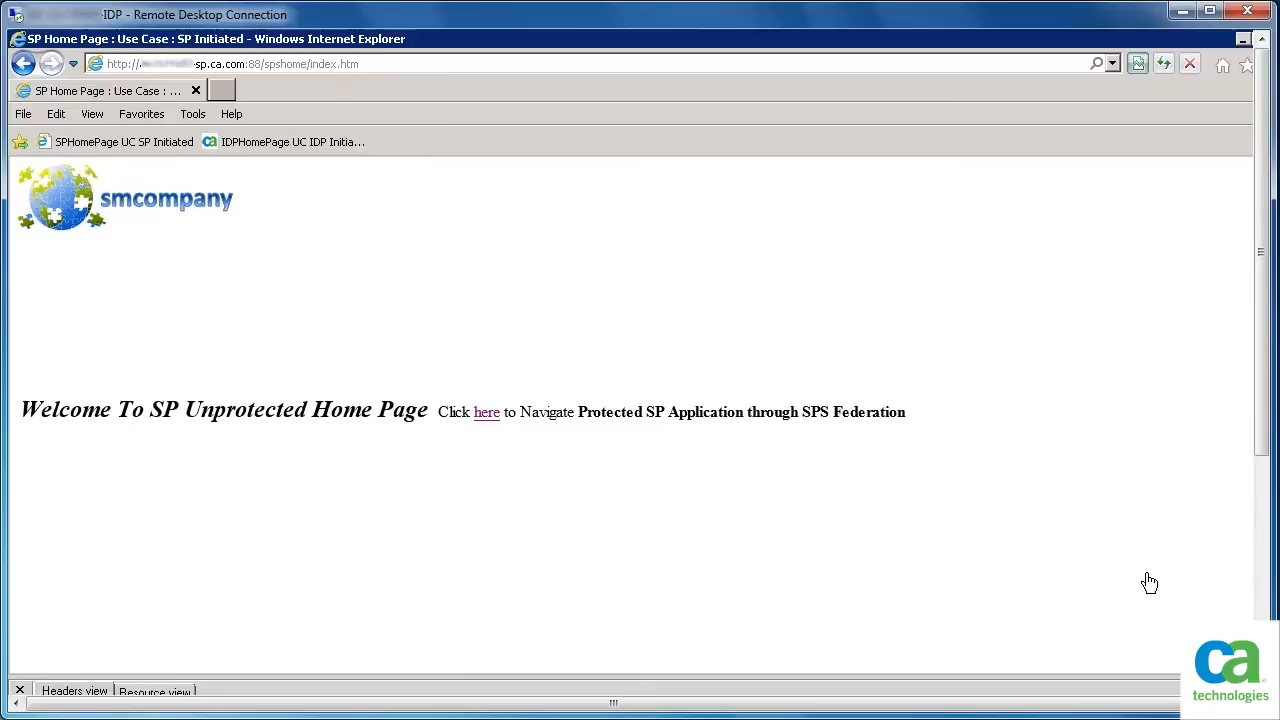 IDP - Remote Desktop Connection
SP Home Page : Use Case : SP Initiated - Windows Internet Explorer
http://
sp.ca.com:88/spshome/index.htm
SP Home Page : Use Case : ...
File Edit View Favorites Tools Help
SPHomePage UC SP Initiated
IDPHomePage UC IDP Initia...
smcompany
Welcome To SP Unprotected Home Page Click here to Navigate Protected SP Application through SPS Federation
Headers view Resource view
ca
technologies